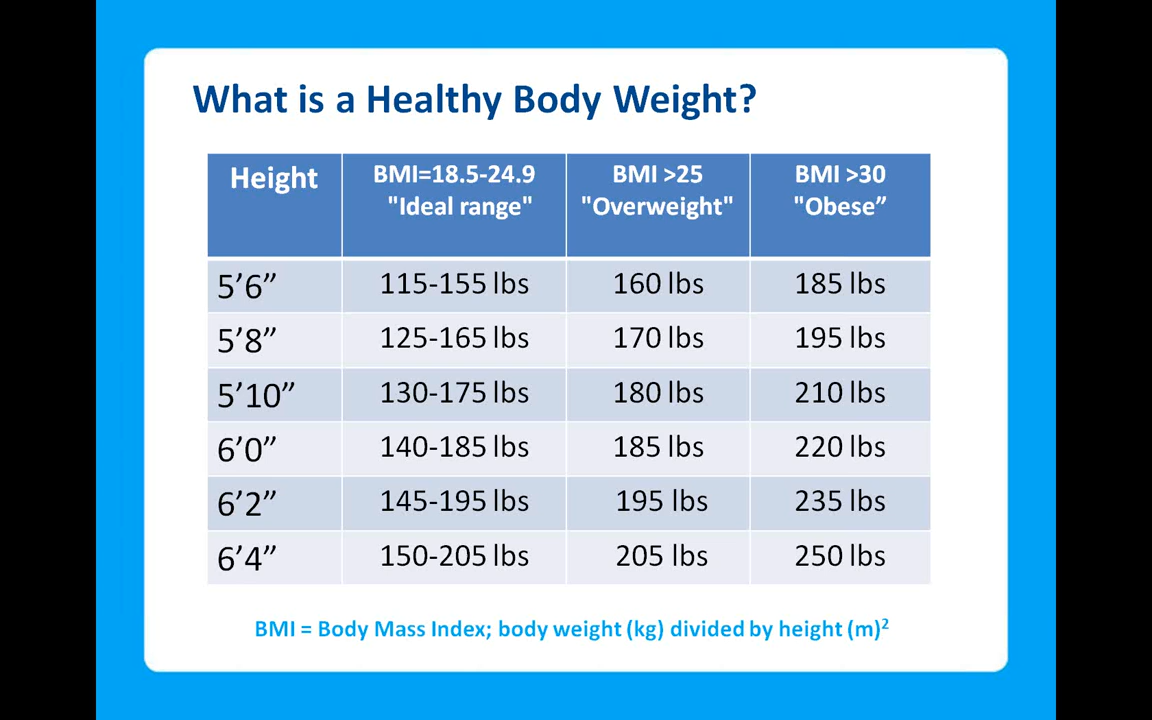 What is a Healthy Body Weight?
Height BMI=18.5-24.9 BMI >25 BMI >30
"Ideal range" "Overweight" "Obese”
5’6” 115-155 lbs 160 lbs 185 lbs
5’8” 125-165 lbs 170 lbs 195 lbs
5’10” 130-175 lbs 180 lbs 210 lbs
6’0” 140-185 lbs 185 lbs 220 lbs
6’2” 145-195 lbs 195 lbs 235 lbs
6’4” 150-205 lbs 205 lbs 250 lbs
BMI = Body Mass Index; body weight (kg) divided by height (m)²